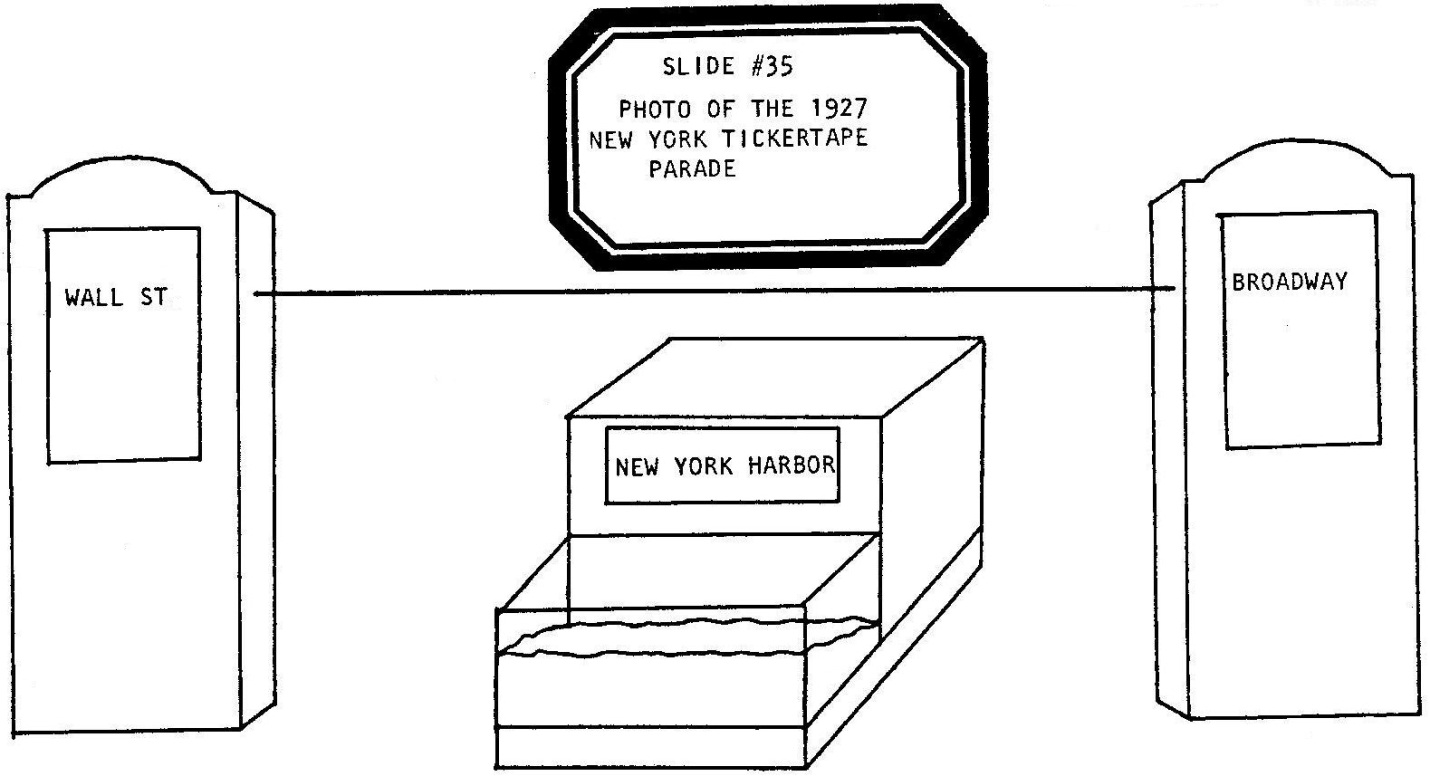 SLIDE #35
PHOTO OF THE 1927
NEW YORK TICKERTAPE
PARADE
WALL ST
BROADWAY
NEW YORK HARBOR